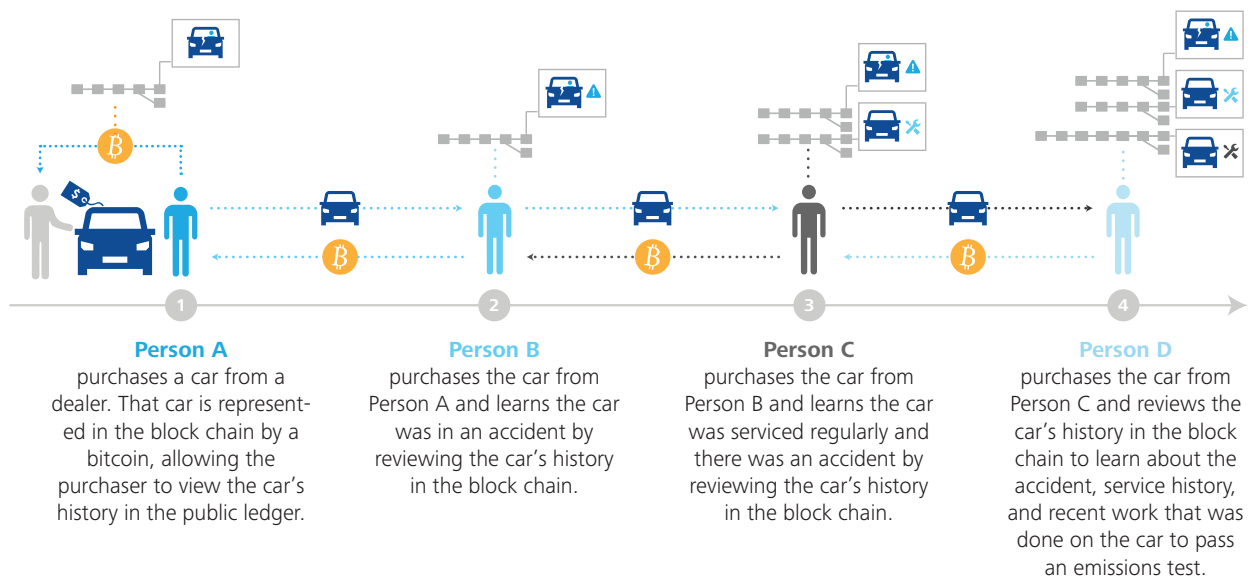 $
1
2
3
4
Person A
purchases a car from a
dealer. That car is represent-
ed in the block chain by a
bitcoin, allowing the
purchaser to view the car’s
history in the public ledger.
Person B
purchases the car from
Person A and learns the car
was in an accident by
reviewing the car’s history
in the block chain.
Person C
purchases the car from
Person B and learns the car
was serviced regularly and
there was an accident by
reviewing the car’s history
in the block chain.
Person D
purchases the car from
Person C and reviews the
car’s history in the block
chain to learn about the
accident, service history,
and recent work that was
done on the car to pass
an emissions test.